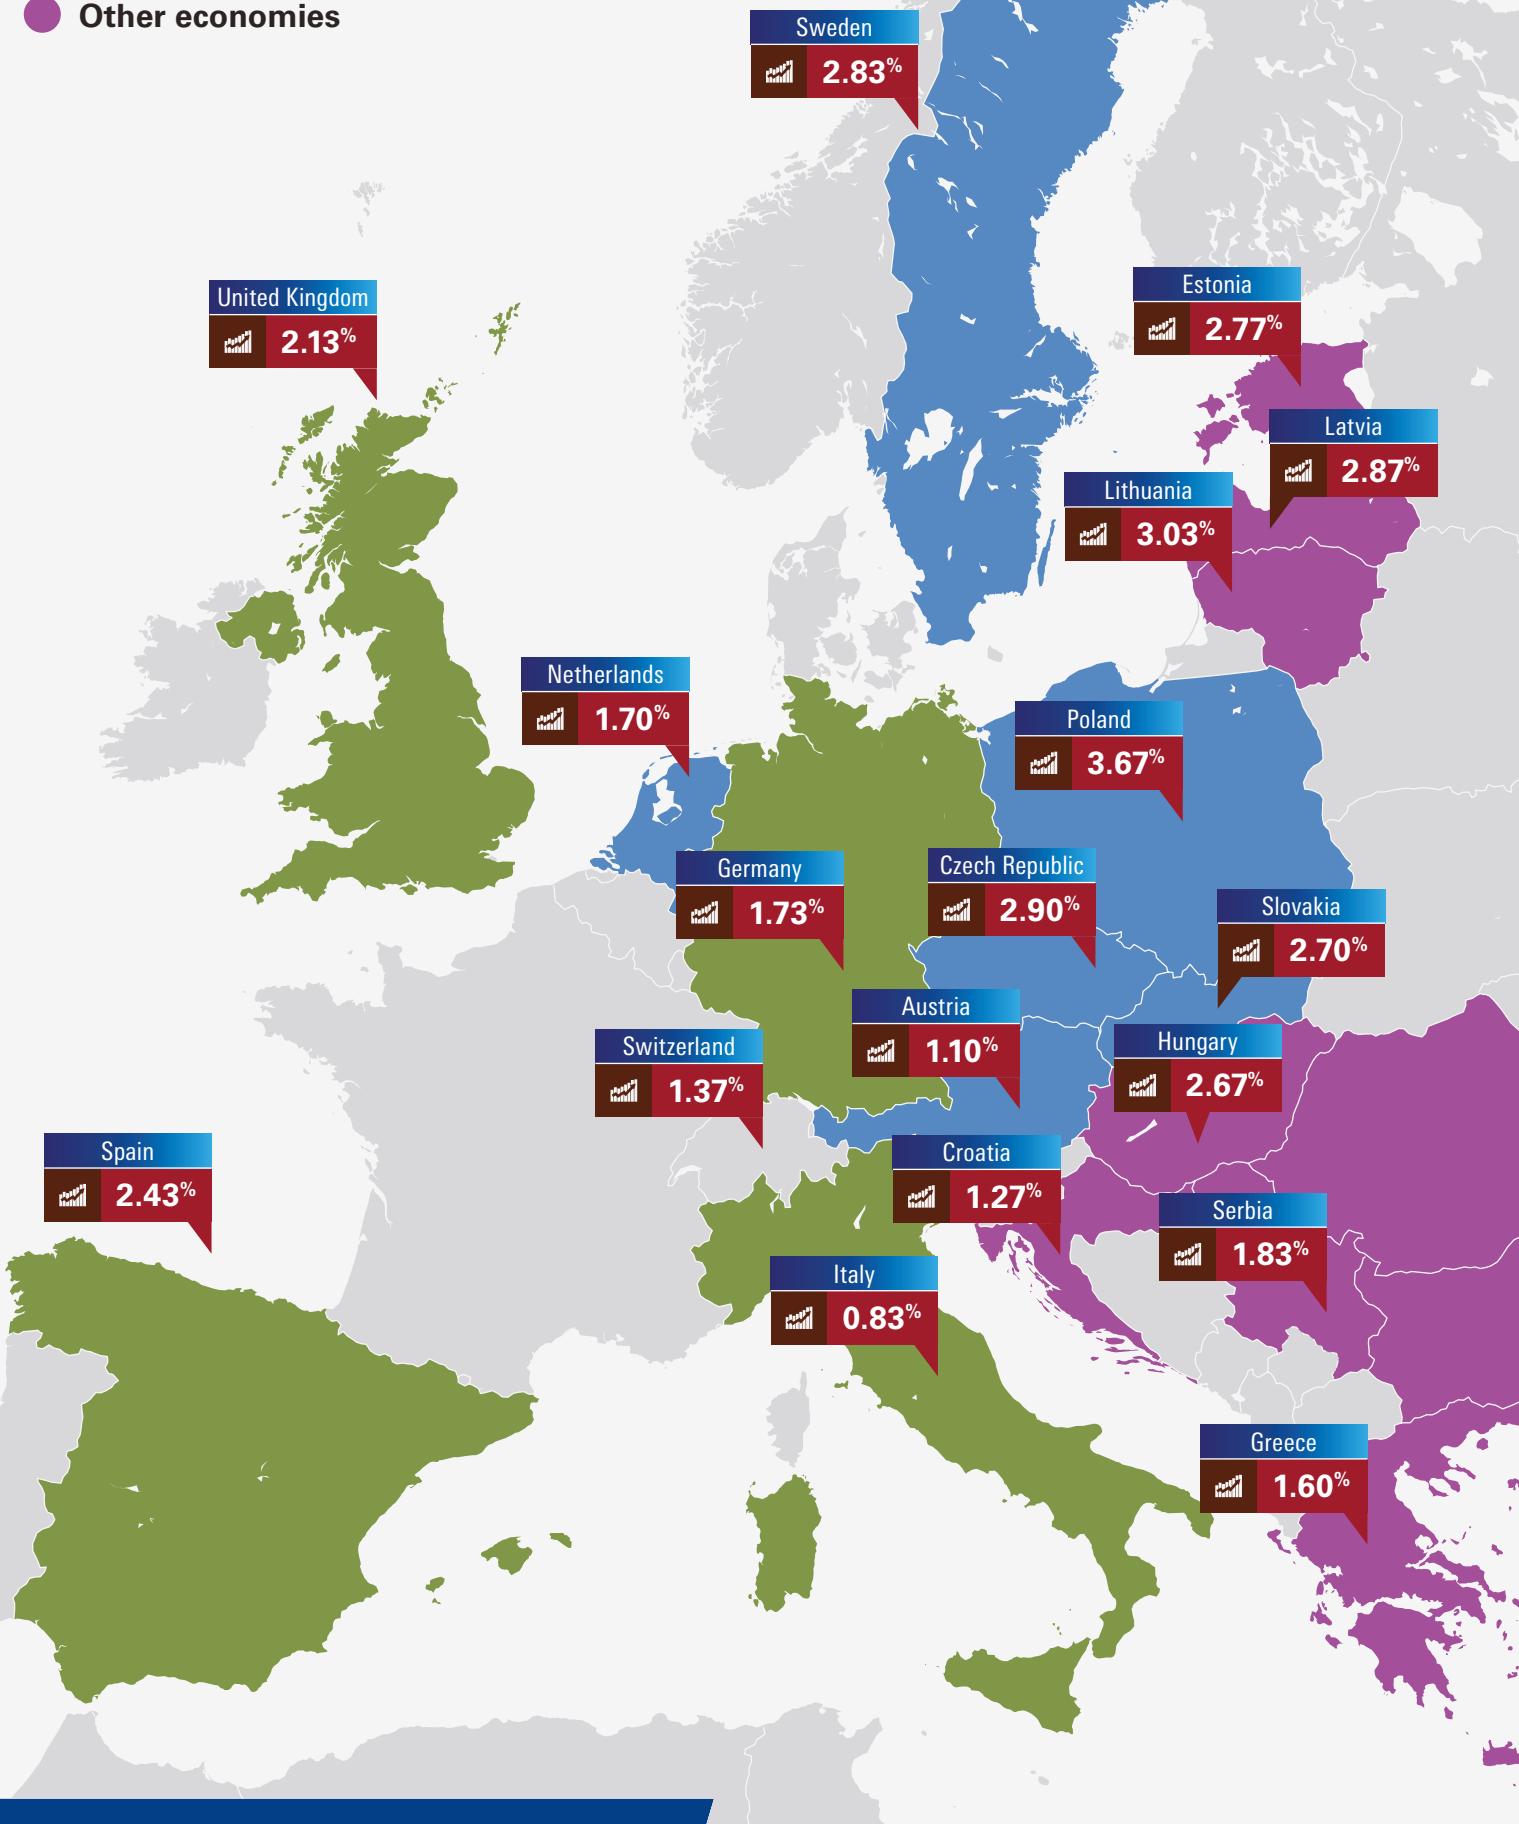 Other economies
Sweden
2.83%
United Kingdom
2.13%
Estonia
2.77%
Latvia
2.87%
Lithuania
3.03%
Netherlands
1.70%
Poland
3.67%
Germany
1.73%
Czech Republic
2.90%
Slovakia
2.70%
Austria
1.10%
Switzerland
1.37%
Hungary
2.67%
Spain
2.43%
Croatia
1.27%
Serbia
1.83%
Italy
0.83%
Greece
1.60%